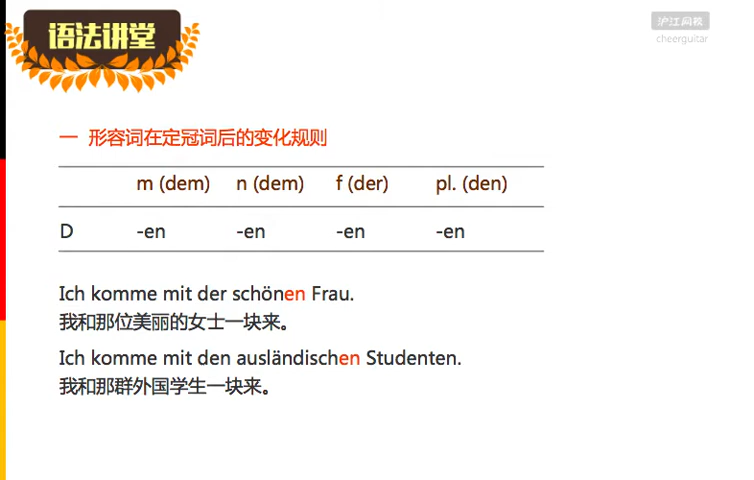 语法讲堂
沪江网校
cheerguitar
一 形容词在定冠词后的变化规则
m (dem) n (dem) f (der) pl. (den)
D -en -en -en -en
Ich komme mit der schönen Frau.
我和那位美丽的女士一块来。
Ich komme mit den ausländischen Studenten.
我和那群外国学生一块来。